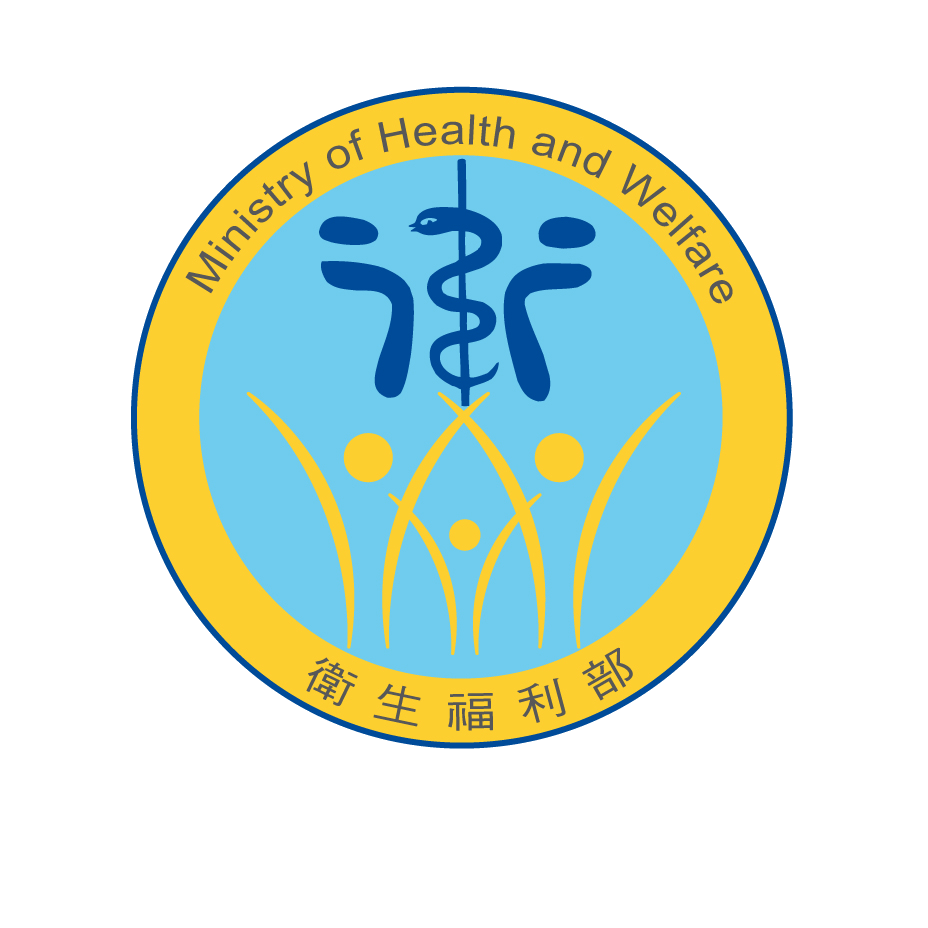 Ministry of Health and Welfare
衛生福利部